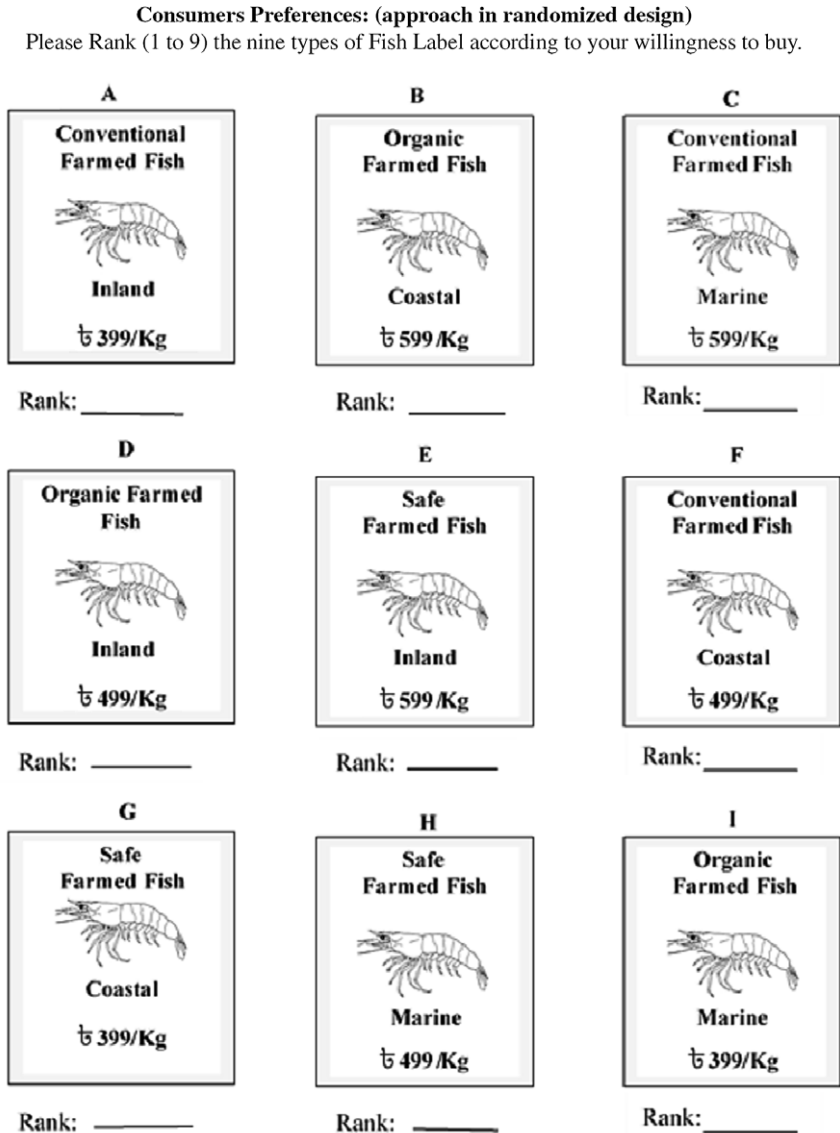 Consumers Preferences: (approach in randomized design)
Please Rank (1 to 9) the nine types of Fish Label according to your willingness to buy.
A
Conventional
Farmed Fish
Inland
৳ 399/Kg
Rank:
B
Organic
Farmed Fish
Coastal
৳ 599/Kg
Rank:
C
Conventional
Farmed Fish
Marine
৳ 599/Kg
Rank:
D
Organic Farmed
Fish
Inland
৳ 499/Kg
Rank:
E
Safe
Farmed Fish
Inland
৳ 599/Kg
Rank:
F
Conventional
Farmed Fish
Coastal
৳ 499/Kg
Rank:
G
Safe
Farmed Fish
Coastal
৳ 399/Kg
Rank:
H
Safe
Farmed Fish
Marine
৳ 499/Kg
Rank:
I
Organic
Farmed Fish
Marine
৳ 399/Kg
Rank: